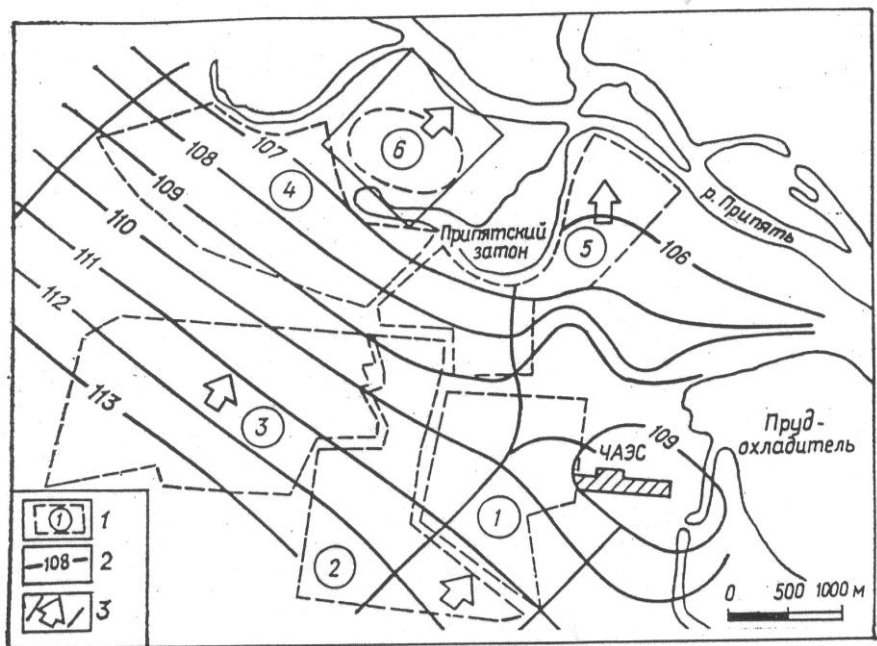 107
108
109
110
111
112
113
6
4
5
3
2
1
106
109
р. Припять
Припятский
затон
ЧАЭС
Пруд-
охладитель
1 1
-108- 2
3
0 500 1000 м